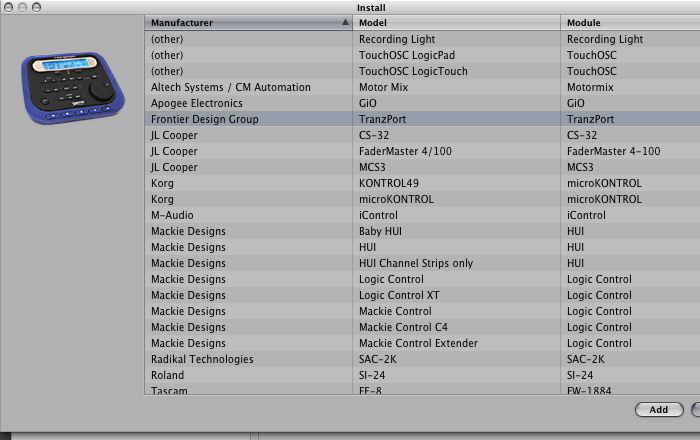 Install
Manufacturer Model Module
(other) Recording Light Recording Light
(other) TouchOSC LogicPad TouchOSC
(other) TouchOSC LogicTouch TouchOSC
Altech Systems / CM Automation Motor Mix Motormix
Apogee Electronics GiO GiO
Frontier Design Group TranzPort TranzPort
JL Cooper CS-32 CS-32
JL Cooper FaderMaster 4/100 FaderMaster 4-100
JL Cooper MCS3 MCS3
Korg KONTROL49 microKONTROL
Korg microKONTROL microKONTROL
M-Audio iControl iControl
Mackie Designs Baby HUI HUI
Mackie Designs HUI HUI
Mackie Designs HUI Channel Strips only HUI
Mackie Designs Logic Control Logic Control
Mackie Designs Logic Control XT Logic Control
Mackie Designs Mackie Control Logic Control
Mackie Designs Mackie Control C4 Logic Control
Mackie Designs Mackie Control Extender Logic Control
Radikal Technologies SAC-2K SAC-2K
Roland SI-24 SI-24
Tascam FE-8 FW-1884
Add